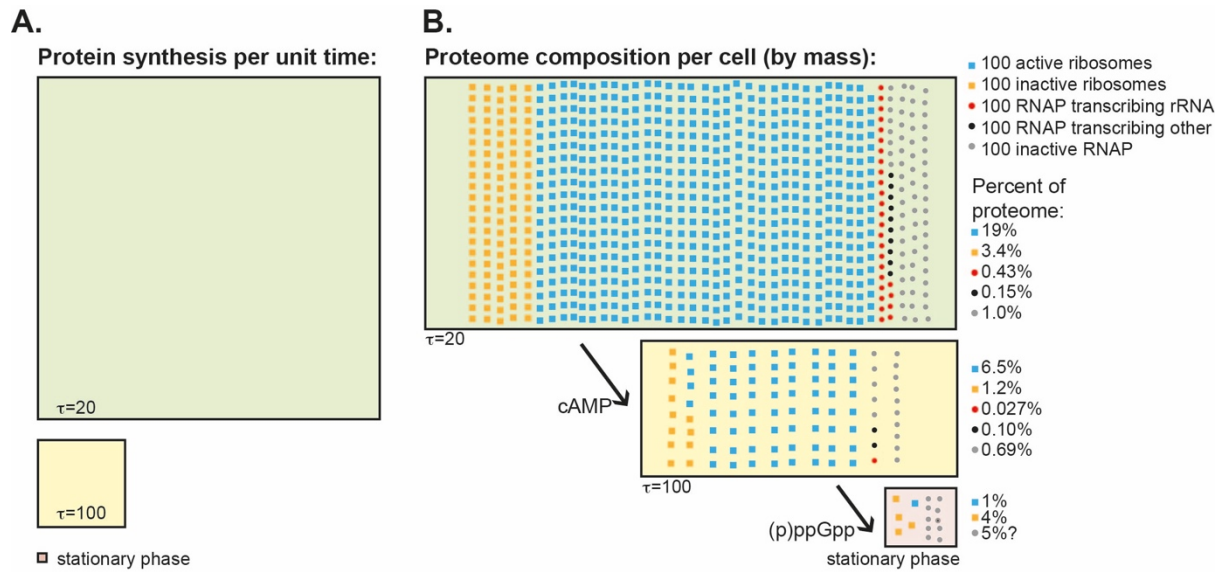 A.
Protein synthesis per unit time:
τ=20
τ=100
stationary phase
B.
Proteome composition per cell (by mass):
τ=20
cAMP
τ=100
(p)ppGpp
stationary phase
100 active ribosomes
100 inactive ribosomes
100 RNAP transcribing rRNA
100 RNAP transcribing other
100 inactive RNAP
Percent of
proteome:
19%
3.4%
0.43%
0.15%
1.0%
6.5%
1.2%
0.027%
0.10%
0.69%
1%
4%
5%?